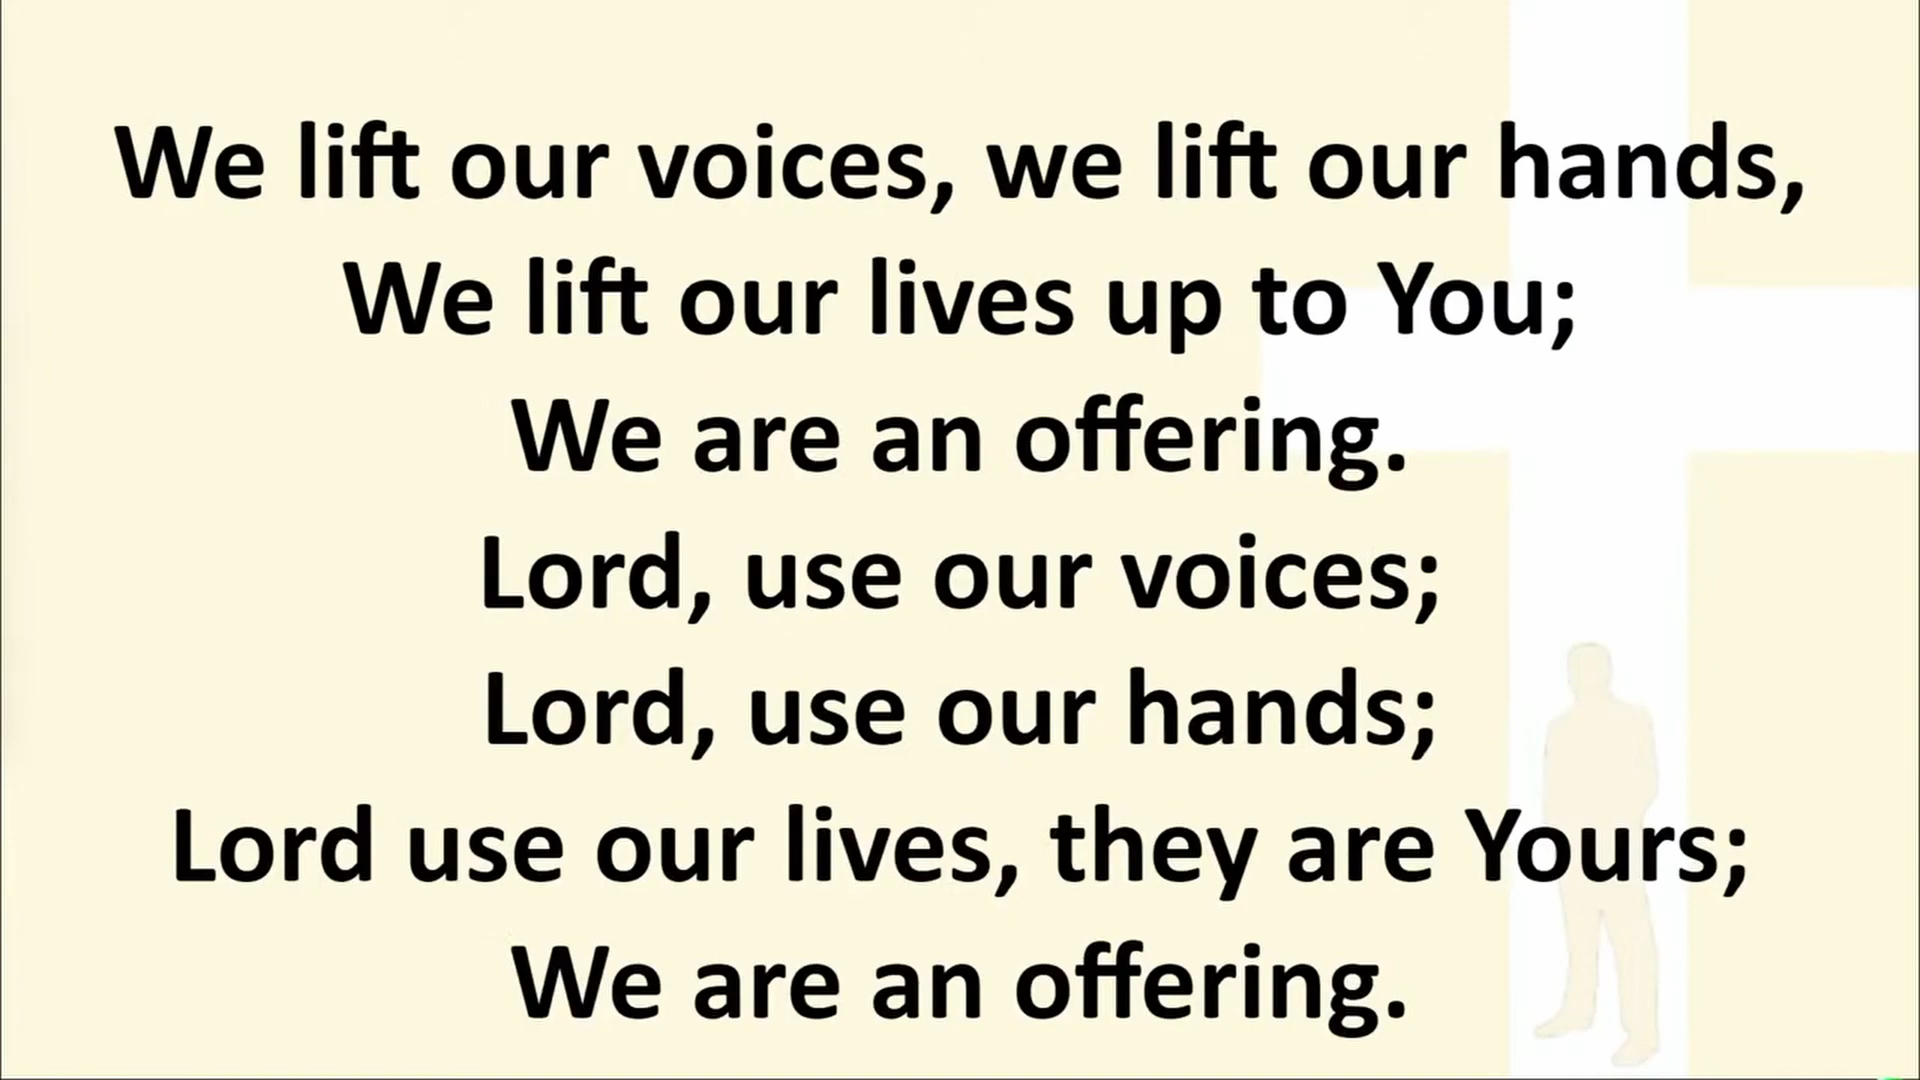 We lift our voices, we lift our hands,
We lift our lives up to You;
We are an offering.
Lord, use our voices;
Lord, use our hands;
Lord use our lives, they are Yours;
We are an offering.